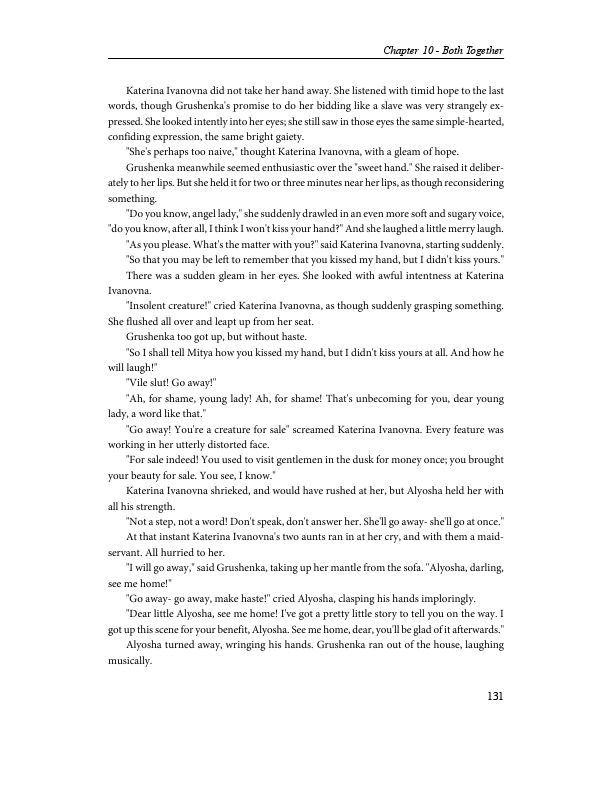 Chapter 10 - Both Together
Katerina Ivanovna did not take her hand away. She listened with timid hope to the last
words, though Grushenka's promise to do her bidding like a slave was very strangely ex-
pressed. She looked intently into her eyes; she still saw in those eyes the same simple-hearted,
confiding expression, the same bright gaiety.
"She's perhaps too naive," thought Katerina Ivanovna, with a gleam of hope.
Grushenka meanwhile seemed enthusiastic over the "sweet hand." She raised it deliber-
ately to her lips. But she held it for two or three minutes near her lips, as though reconsidering
something.
"Do you know, angel lady," she suddenly drawled in an even more soft and sugary voice,
"do you know, after all, I think I won't kiss your hand?" And she laughed a little merry laugh.
"As you please. What's the matter with you?" said Katerina Ivanovna, starting suddenly.
"So that you may be left to remember that you kissed my hand, but I didn't kiss yours."
There was a sudden gleam in her eyes. She looked with awful intentness at Katerina
Ivanovna.
"Insolent creature!" cried Katerina Ivanovna, as though suddenly grasping something.
She flushed all over and leapt up from her seat.
Grushenka too got up, but without haste.
"So I shall tell Mitya how you kissed my hand, but I didn't kiss yours at all. And how he
will laugh!"
"Vile slut! Go away!"
"Ah, for shame, young lady! Ah, for shame! That's unbecoming for you, dear young
lady, a word like that."
"Go away! You're a creature for sale" screamed Katerina Ivanovna. Every feature was
working in her utterly distorted face.
"For sale indeed! You used to visit gentlemen in the dusk for money once; you brought
your beauty for sale. You see, I know."
Katerina Ivanovna shrieked, and would have rushed at her, but Alyosha held her with
all his strength.
"Not a step, not a word! Don't speak, don't answer her. She'll go away- she'll go at once."
At that instant Katerina Ivanovna's two aunts ran in at her cry, and with them a maid-
servant. All hurried to her.
"I will go away," said Grushenka, taking up her mantle from the sofa. "Alyosha, darling,
see me home!"
"Go away- go away, make haste!" cried Alyosha, clasping his hands imploringly.
"Dear little Alyosha, see me home! I've got a pretty little story to tell you on the way. I
got up this scene for your benefit, Alyosha. See me home, dear, you'll be glad of it afterwards."
Alyosha turned away, wringing his hands. Grushenka ran out of the house, laughing
musically.
131